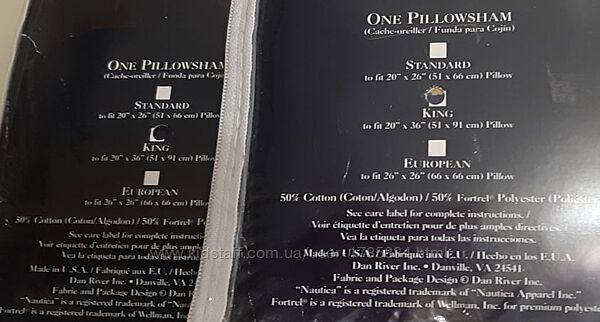 ONE PILLOWSHAM
(Cache-oreiller / Funda para Cojin)
STANDARD
to fit 20" x 26" (51 x 66 cm) Pillow
KING
to fit 20" x 36" (51 x 91 cm) Pillow
EUROPEAN
to fit 26" x 26" (66 x 66 cm) Pillow
50% Cotton (Coton/Algodon) / 50% Fortrel
See care label for complete instructions.
Voir étiquette d'entretien pour de plus amples
Vea la etiqueta para todas las
Made in U.S.A. / Fabriqué aux É.U. / Hecho
Dan River Inc. • Danville,
Fabric and Package Design ©
"Nautica" is a registered trademark of
Fortrel® is a registered trademark of Wellman,
ONE PILLOWSHAM
(Cache-oreiller / Funda para Cojin)
STANDARD
to fit 20" x 26" (51 x 66 cm) Pillow
KING
to fit 20" x 36" (51 x 91 cm) Pillow
EUROPEAN
to fit 26" x 26" (66 x 66 cm) Pillow
50% Cotton (Coton/Algodon) / 50% Fortrel® Polyester (Poliester
See care label for complete instructions. /
Voir étiquette d'entretien pour de plus amples directives. /
Vea la etiqueta para todas las instrucciones.
Made in U.S.A. / Fabriqué aux É.U. / Hecho en los E.U.A.
Dan River Inc. • Danville, VA 24541
Fabric and Package Design © Dan River Inc.
"Nautica" is a registered trademark of "Nautica Apparel Inc."
Fortrel® is a registered trademark of Wellman, Inc. for premium polyeste